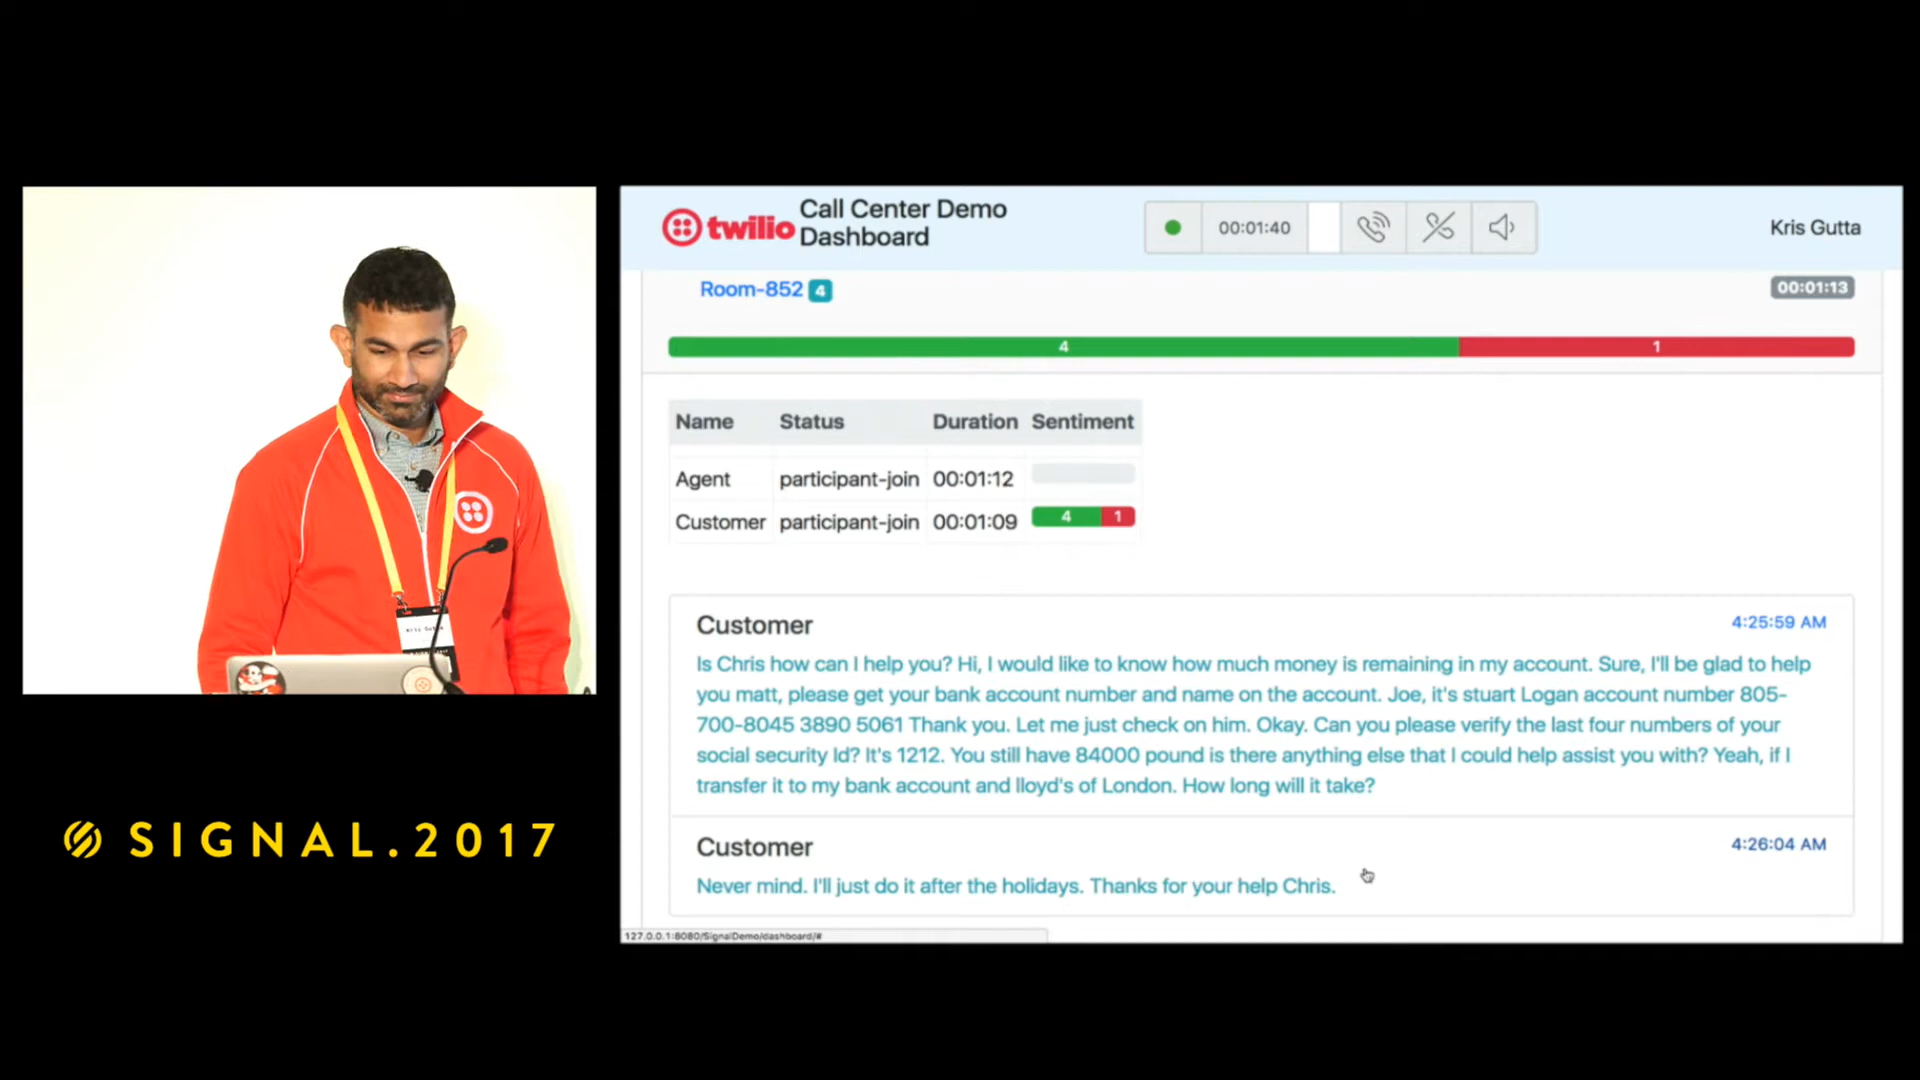 twilio
Call Center Demo
Dashboard
00:01:40
Kris Gutta
Room-852 4
00:01:13
4 1
Name Status Duration Sentiment
Agent participant-join 00:01:12
Customer participant-join 00:01:09 4 1
Customer 4:25:59 AM
Is Chris how can I help you? Hi, I would like to know how much money is remaining in my account. Sure, I'll be glad to help
you matt, please get your bank account number and name on the account. Joe, it's stuart Logan account number 805-
700-8045 3890 5061 Thank you. Let me just check on him. Okay. Can you please verify the last four numbers of your
social security Id? It's 1212. You still have 84000 pound is there anything else that I could help assist you with? Yeah, if I
transfer it to my bank account and lloyd's of London. How long will it take?
Customer 4:26:04 AM
Never mind. I'll just do it after the holidays. Thanks for your help Chris.
127.0.0.1:8080/SignalDemo/dashboard/#
SIGNAL.2017